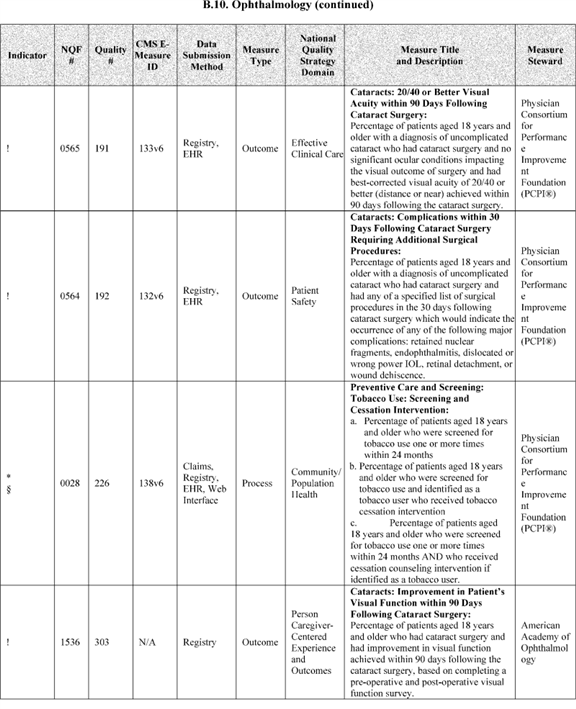 B.10. Ophthalmology (continued)
Indicator
NQF
#
Quality
#
CMS E-
Measure
ID
Data
Submission
Method
Measure
Type
National
Quality
Strategy
Domain
Measure Title
and Description
Measure
Steward
!
0565
191
133v6
Registry,
EHR
Outcome
Effective
Clinical Care
Cataracts: 20/40 or Better Visual
Acuity within 90 Days Following
Cataract Surgery:
Percentage of patients aged 18 years and
older with a diagnosis of uncomplicated
cataract who had cataract surgery and no
significant ocular conditions impacting
the visual outcome of surgery and had
best-corrected visual acuity of 20/40 or
better (distance or near) achieved within
90 days following the cataract surgery.
Physician
Consortium
for
Performanc
e
Improveme
nt
Foundation
(PCPI®)
!
0564
192
132v6
Registry,
EHR
Outcome
Patient
Safety
Cataracts: Complications within 30
Days Following Cataract Surgery
Requiring Additional Surgical
Procedures:
Percentage of patients aged 18 years and
older with a diagnosis of uncomplicated
cataract who had cataract surgery and
had any of a specified list of surgical
procedures in the 30 days following
cataract surgery which would indicate the
occurrence of any of the following major
complications: retained nuclear
fragments, endophthalmitis, dislocated or
wrong power IOL, retinal detachment, or
wound dehiscence.
Physician
Consortium
for
Performanc
e
Improveme
nt
Foundation
(PCPI®)
*
§
0028
226
138v6
Claims,
Registry,
EHR, Web
Interface
Process
Community/
Population
Health
Preventive Care and Screening:
Tobacco Use: Screening and
Cessation Intervention:
a. Percentage of patients aged 18 years
and older who were screened for
tobacco use one or more times
within 24 months
b. Percentage of patients aged 18 years
and older who were screened for
tobacco use and identified as a
tobacco user who received tobacco
cessation intervention
c. Percentage of patients aged
18 years and older who were screened
for tobacco use one or more times
within 24 months AND who received
cessation counseling intervention if
identified as a tobacco user.
Physician
Consortium
for
Performanc
e
Improveme
nt
Foundation
(PCPI®)
!
1536
303
N/A
Registry
Outcome
Person
Caregiver-
Centered
Experience
and
Outcomes
Cataracts: Improvement in Patient's
Visual Function within 90 Days
Following Cataract Surgery:
Percentage of patients aged 18 years
and older who had cataract surgery and
had improvement in visual function
achieved within 90 days following the
cataract surgery, based on completing a
pre-operative and post-operative visual
function survey.
American
Academy of
Ophthalmol
ogy